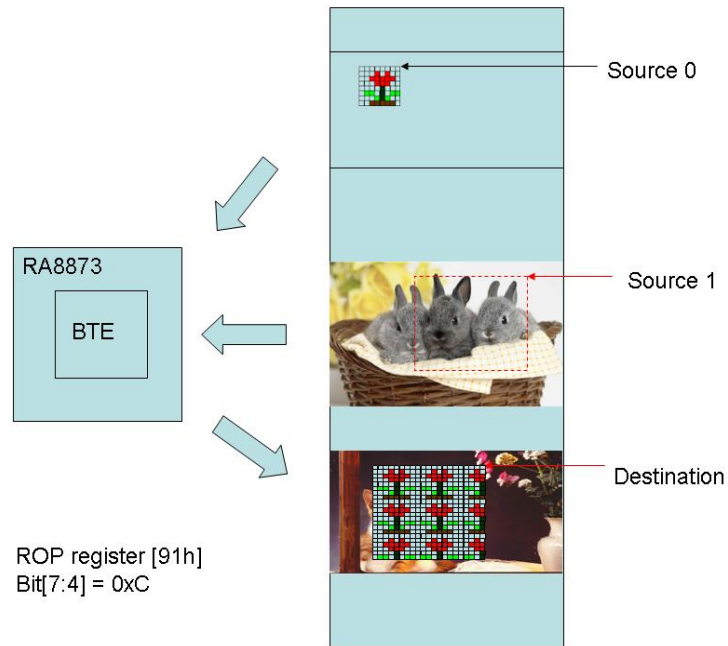 Source 0
RA8873
BTE
Source 1
Destination
ROP register [91h]
Bit[7:4] = 0xC